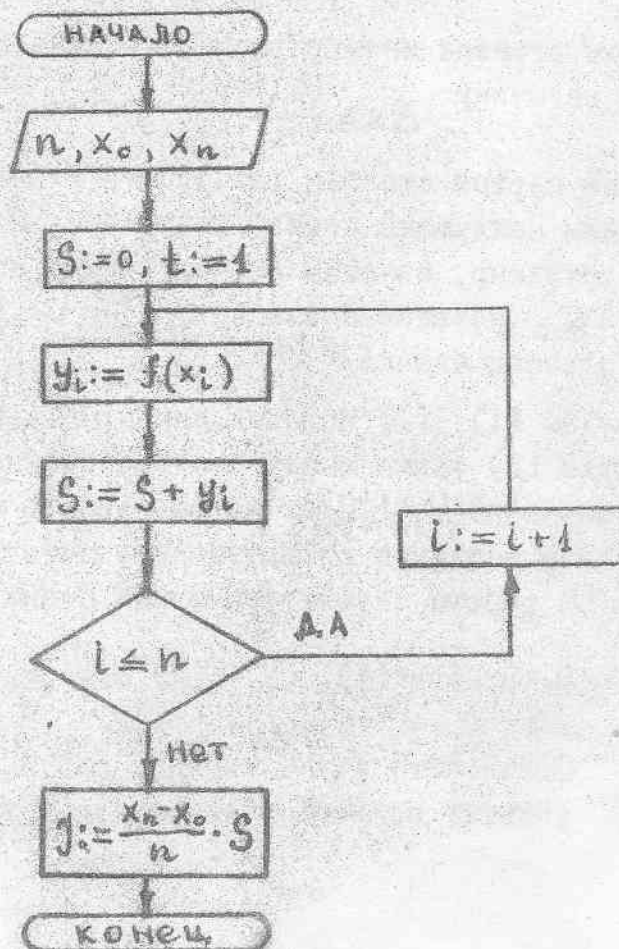 НАЧАЛО
n, x₀, xₙ
S:=0, t:=1
yᵢ:= f(xᵢ)
S:= S + yᵢ
i:= i+1
i ≤ n
ДА
нет
J:= (xₙ-x₀)/n · S
конец